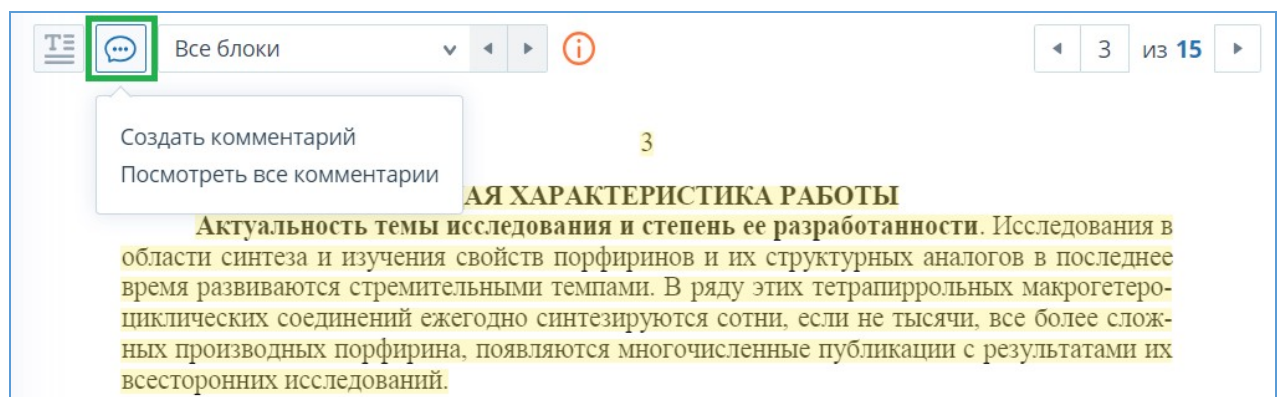 Все блоки
3 из 15
Создать комментарий
Посмотреть все комментарии
3
АЯ ХАРАКТЕРИСТИКА РАБОТЫ
Актуальность темы исследования и степень ее разработанности. Исследования в
области синтеза и изучения свойств порфиринов и их структурных аналогов в последнее
время развиваются стремительными темпами. В ряду этих тетрапиррольных макрогетеро-
циклических соединений ежегодно синтезируются сотни, если не тысячи, все более слож-
ных производных порфирина, появляются многочисленные публикации с результатами их
всесторонних исследований.